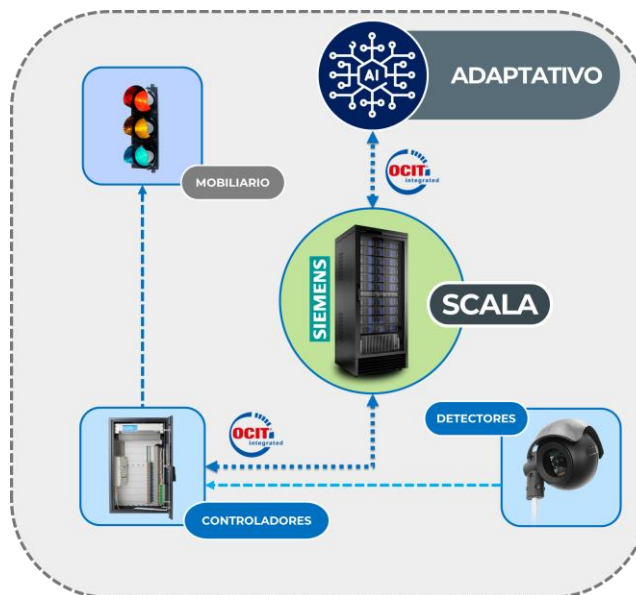 AI
ADAPTATIVO
OCIT
integrated
MOBILIARIO
SIEMENS
SCALA
OCIT
integrated
DETECTORES
CONTROLADORES